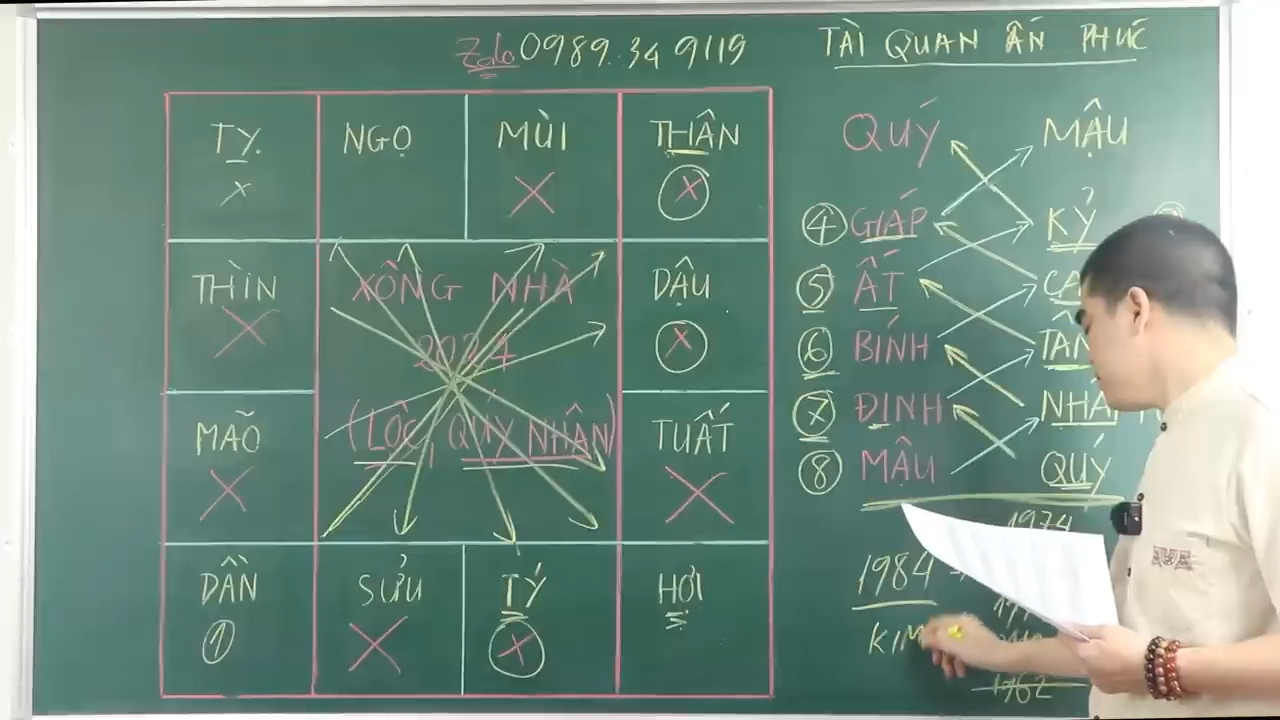 Zalo 0989.34 9119
TÀI QUAN ẤN PHÚC
TỴ. NGỌ MÙI THÂN
QUÝ MẬU
④ GIÁP KỶ
THÌN XÔNG NHÀ DẬU
⑤ ẤT
2024
⑥ BÍNH TÂN
MÃO (LỘC, QUÝ NHÂN) TUẤT
⑦ ĐINH
⑧ MẬU QUÝ
1974
DẦN SỬU TÝ HỢI
①
1984
KIM
1962